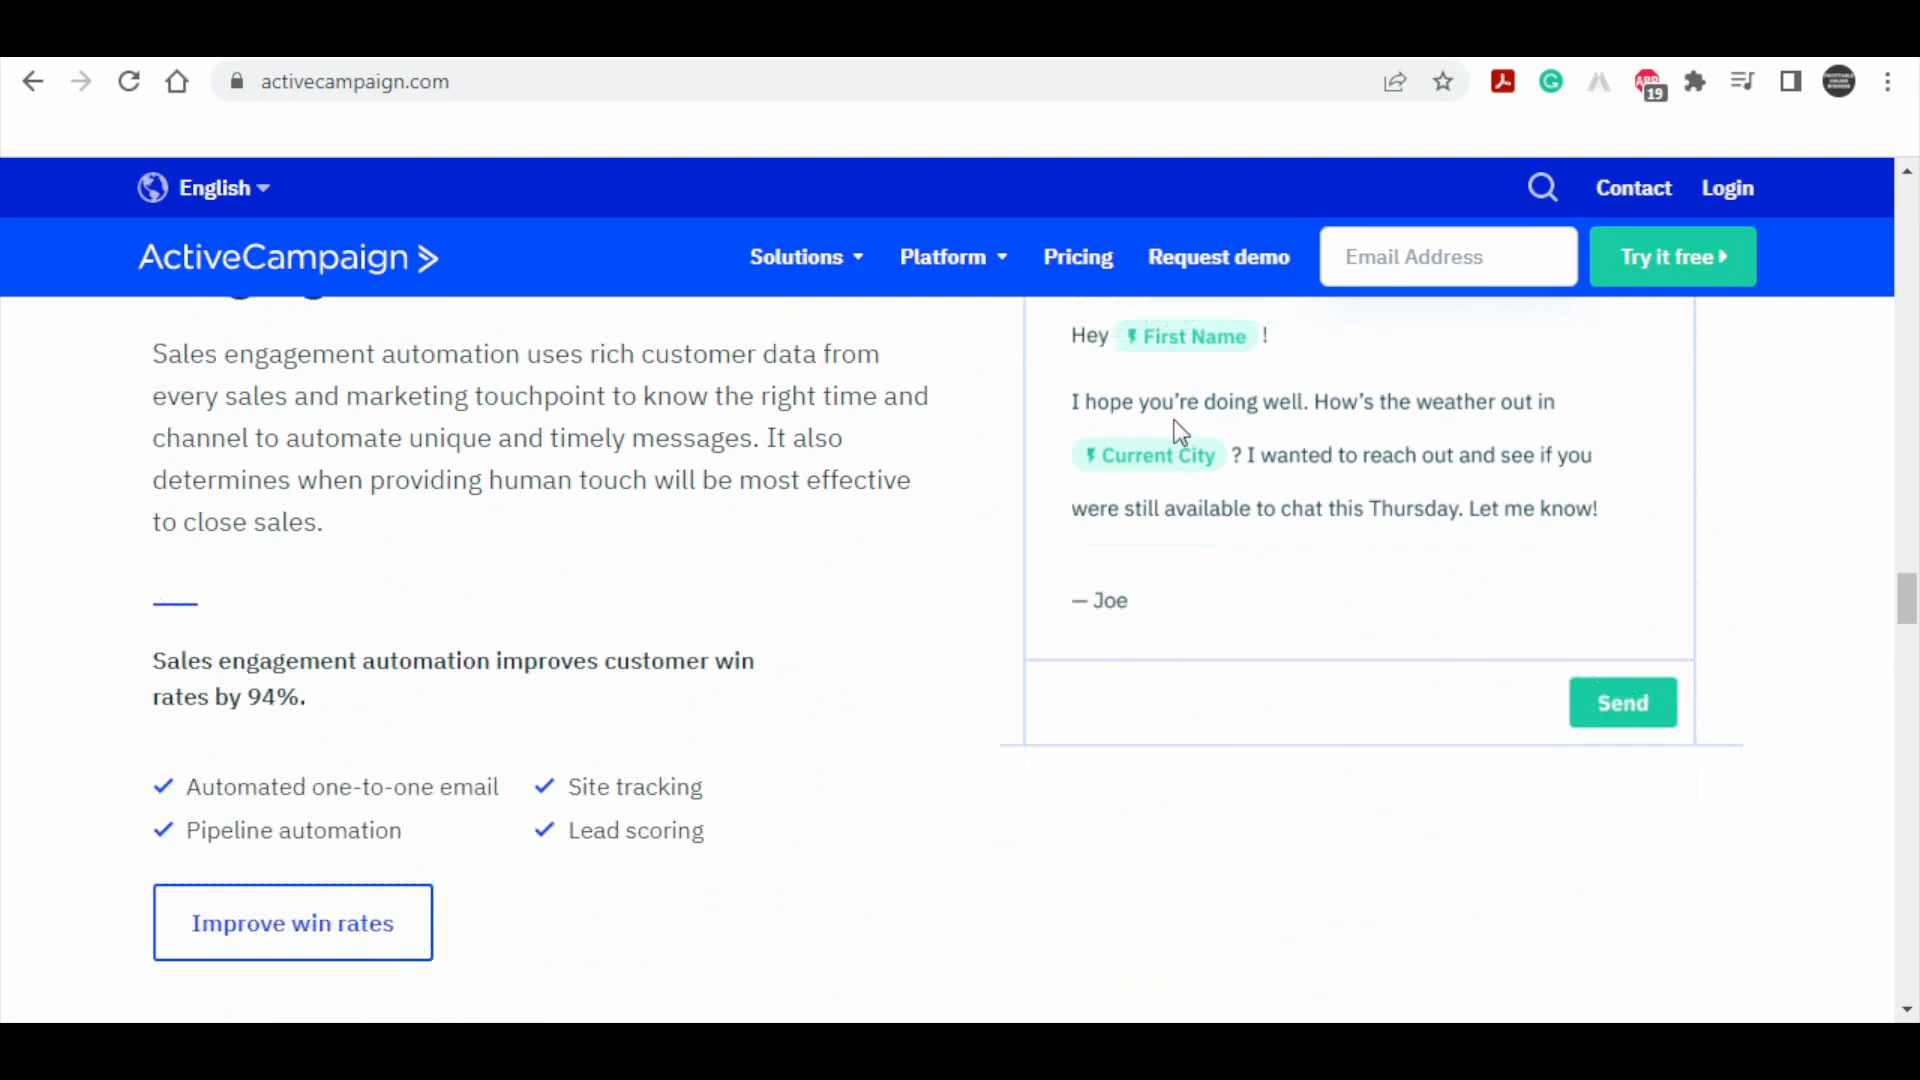 activecampaign.com
ABP
19
English
Contact
Login
ActiveCampaign
Solutions
Platform
Pricing
Request demo
Email Address
Try it free
Sales engagement automation uses rich customer data from
every sales and marketing touchpoint to know the right time and
channel to automate unique and timely messages. It also
determines when providing human touch will be most effective
to close sales.
Sales engagement automation improves customer win
rates by 94%.
Automated one-to-one email
Site tracking
Pipeline automation
Lead scoring
Improve win rates
Hey First Name !
I hope you’re doing well. How’s the weather out in
Current City ? I wanted to reach out and see if you
were still available to chat this Thursday. Let me know!
— Joe
Send